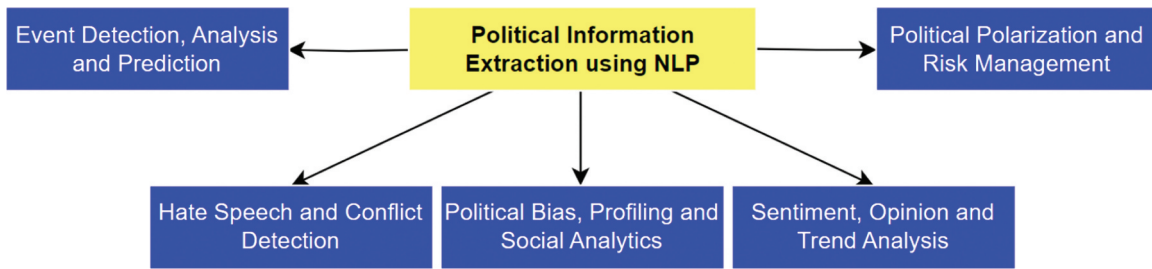 Event Detection, Analysis
and Prediction
Political Information
Extraction using NLP
Political Polarization and
Risk Management
Hate Speech and Conflict
Detection
Political Bias, Profiling and
Social Analytics
Sentiment, Opinion and
Trend Analysis